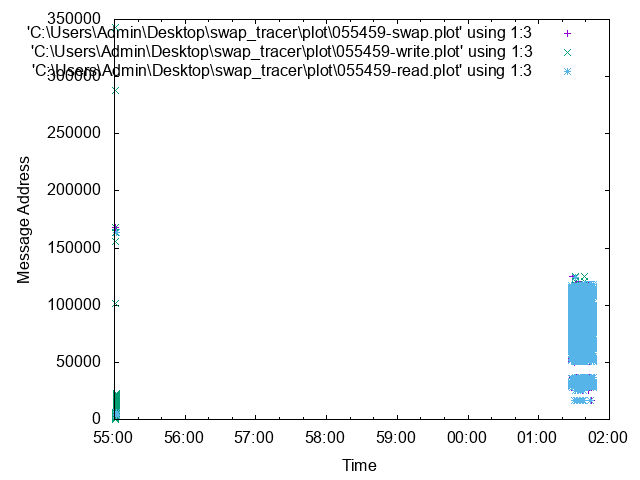 350000
'C:\Users\Admin\Desktop\swap_tracer\plot\055459-swap.plot' using 1:3
'C:\Users\Admin\Desktop\swap_tracer\plot\055459-write.plot' using 1:3
'C:\Users\Admin\Desktop\swap_tracer\plot\055459-read.plot' using 1:3
300000
250000
200000
150000
100000
50000
0
Message Address
55:00 56:00 57:00 58:00 59:00 00:00 01:00 02:00
Time